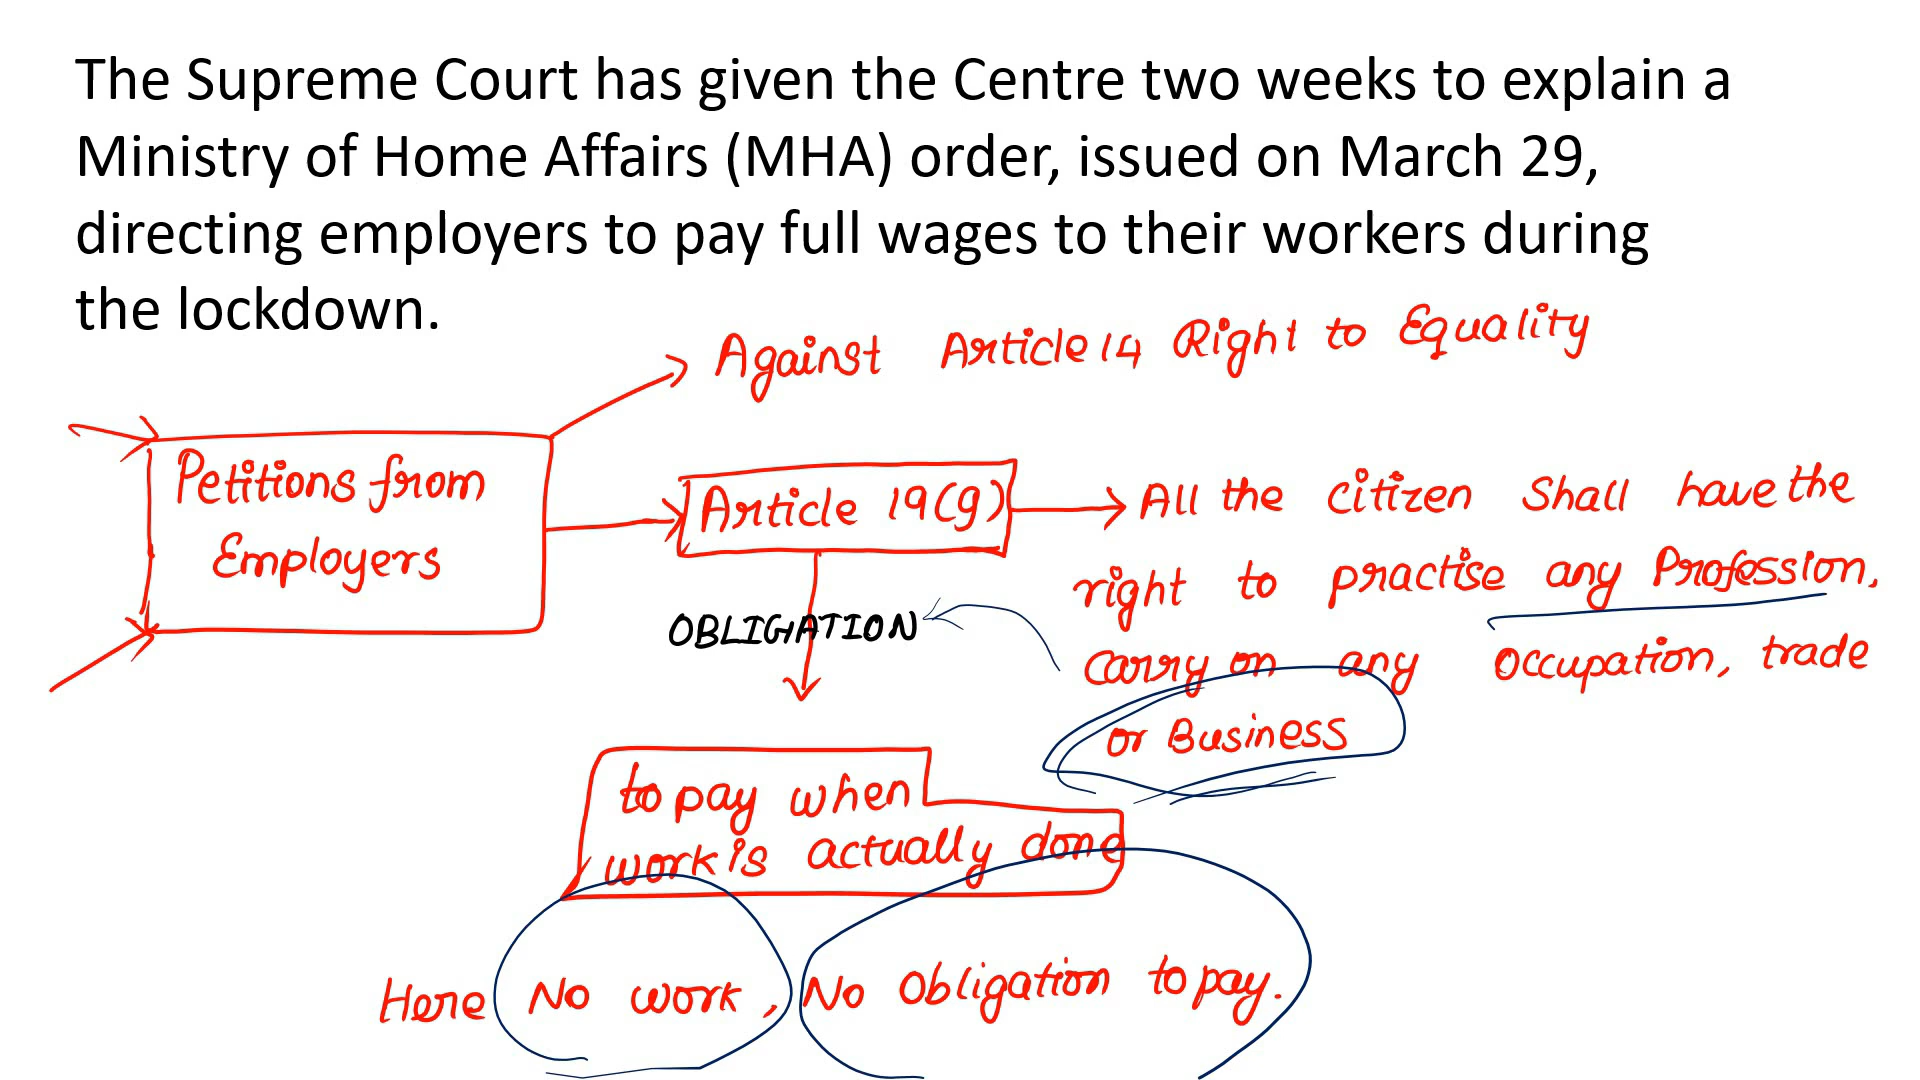 The Supreme Court has given the Centre two weeks to explain a
Ministry of Home Affairs (MHA) order, issued on March 29,
directing employers to pay full wages to their workers during
the lockdown.
Against Article 14 Right to Equality
Petitions from
Employers
Article 19(g)
All the citizen Shall have the
right to practise any Profession,
Carry on any Occupation, trade
or Business
OBLIGATION
to pay when
work is actually done
Here No work, No Obligation to pay.